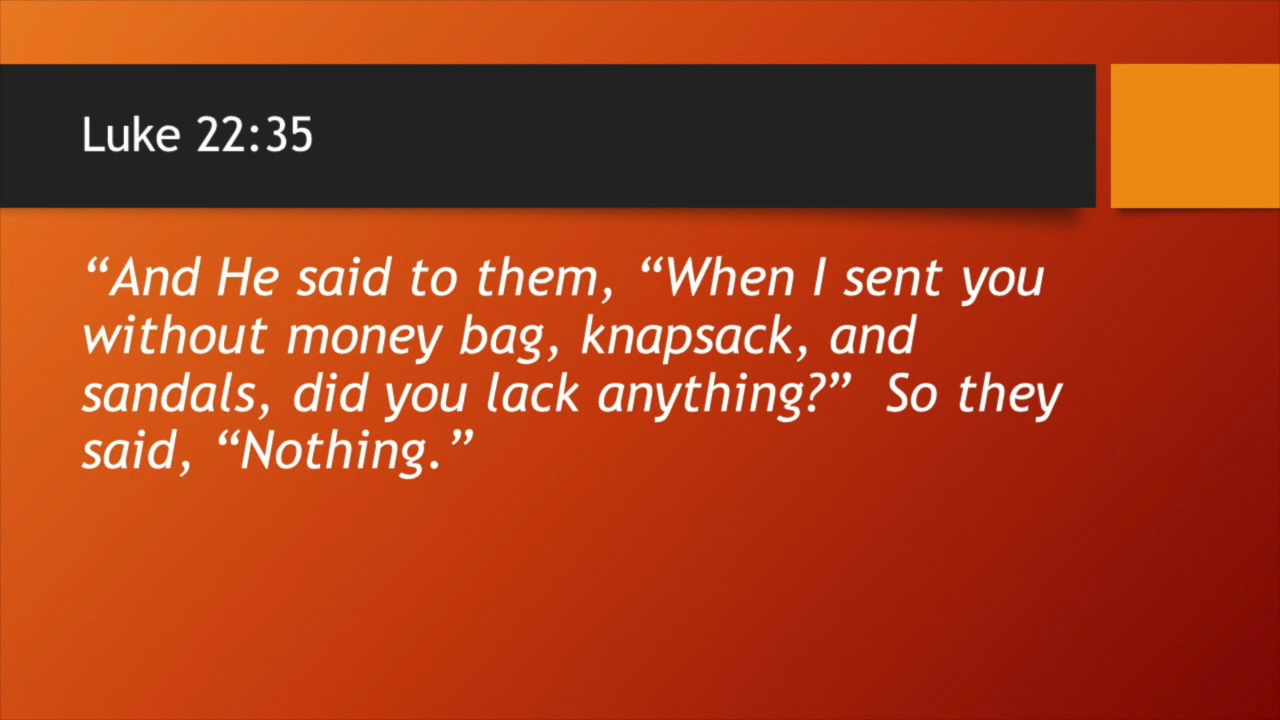 Luke 22:35
“And He said to them, “When I sent you
without money bag, knapsack, and
sandals, did you lack anything?”  So they
said, “Nothing.”